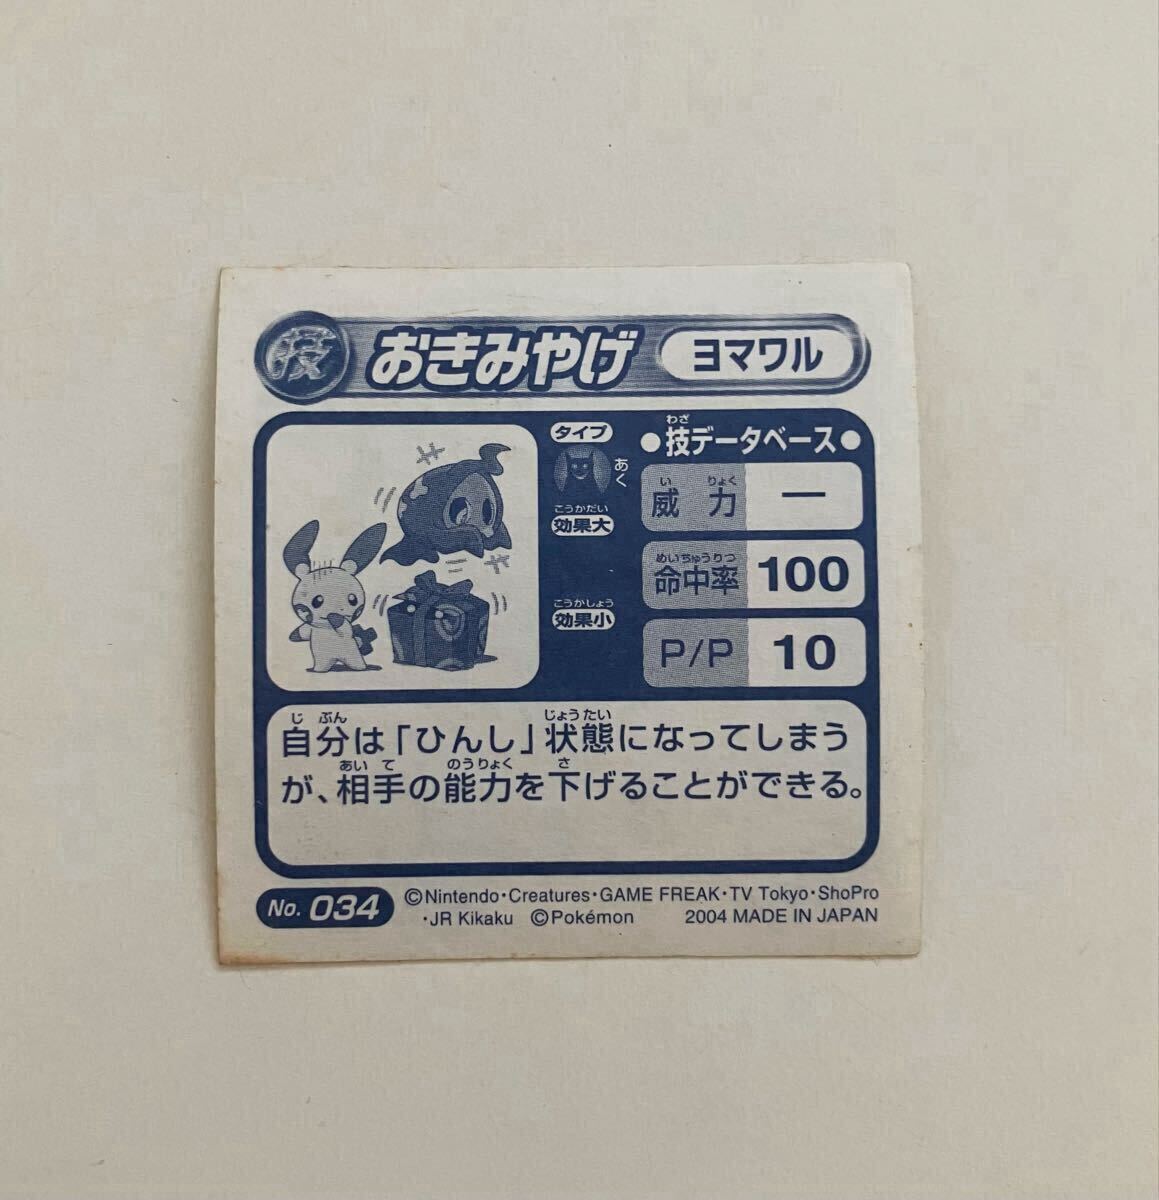 技 おきみやげ ヨマワル
タイプ
あく
こうかだい
効果大
こうかしょう
効果小
わざ
●技データベース●
い りょく
威力 —
めいちゅうりつ
命中率 100
P/P 10
じ ぶん じょうたい
自分は「ひんし」状態になってしまう
あい て のうりょく さ
が、相手の能力を下げることができる。
No. 034
©Nintendo・Creatures・GAME FREAK・TV Tokyo・ShoPro
・JR Kikaku ©Pokémon 2004 MADE IN JAPAN